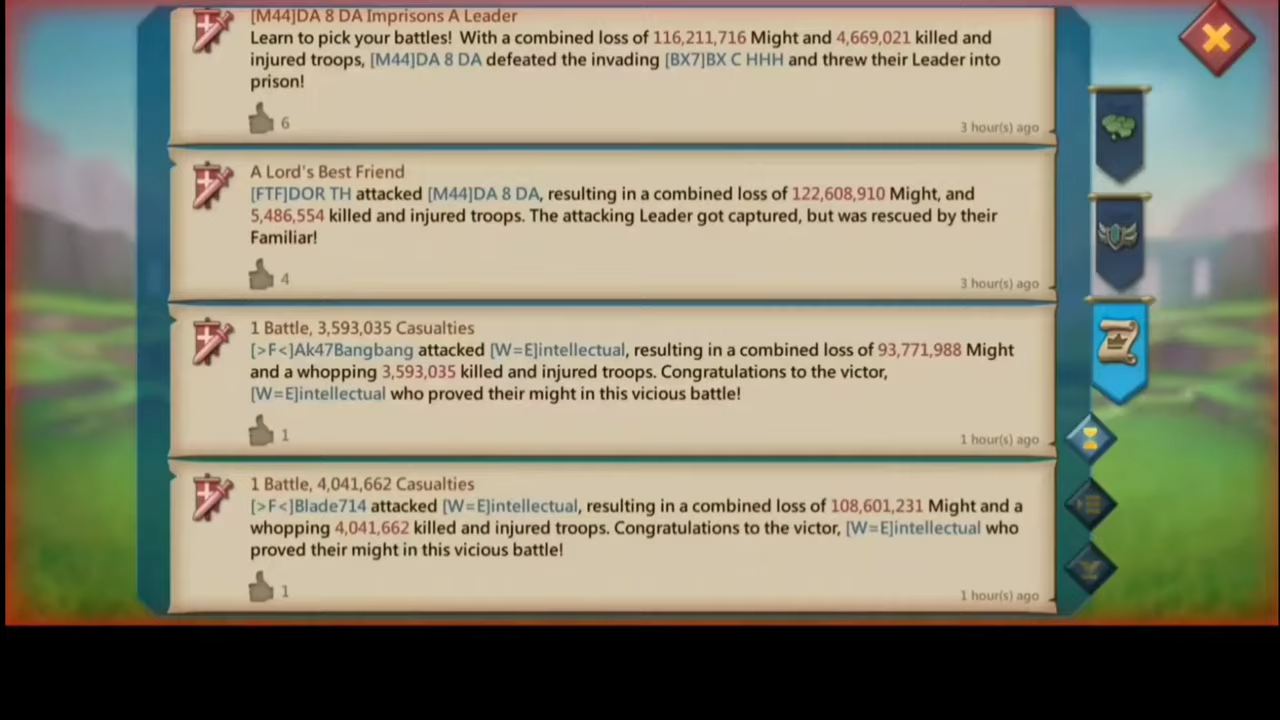 [M44]DA 8 DA Imprisons A Leader
Learn to pick your battles! With a combined loss of 116,211,716 Might and 4,669,021 killed and
injured troops, [M44]DA 8 DA defeated the invading [BX7]BX C HHH and threw their Leader into
prison!
6
3 hour(s) ago
A Lord's Best Friend
[FTF]DOR TH attacked [M44]DA 8 DA, resulting in a combined loss of 122,608,910 Might, and
5,486,554 killed and injured troops. The attacking Leader got captured, but was rescued by their
Familiar!
4
3 hour(s) ago
1 Battle, 3,593,035 Casualties
[>F<]Ak47Bangbang attacked [W=E]intellectual, resulting in a combined loss of 93,771,988 Might
and a whopping 3,593,035 killed and injured troops. Congratulations to the victor,
[W=E]intellectual who proved their might in this vicious battle!
1
1 hour(s) ago
1 Battle, 4,041,662 Casualties
[>F<]Blade714 attacked [W=E]intellectual, resulting in a combined loss of 108,601,231 Might and a
whopping 4,041,662 killed and injured troops. Congratulations to the victor, [W=E]intellectual who
proved their might in this vicious battle!
1
1 hour(s) ago